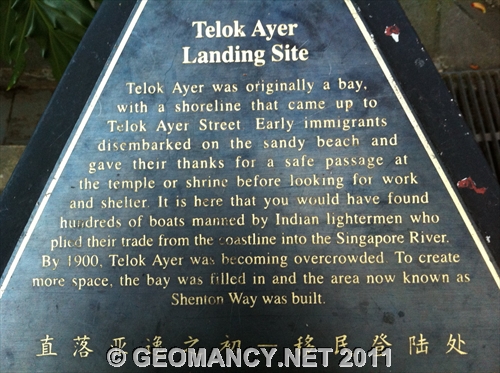 Telok Ayer
Landing Site
Telok Ayer was originally a bay,
with a shoreline that came up to
Telok Ayer Street Early immigrants
disembarked on the sandy beach and
gave their thanks for a safe passage at
the temple or shrine before looking for work
and shelter. It is here that you would have found
hundreds of boats manned by Indian lightermen who
plied their trade from the coastline into the Singapore River.
By 1900, Telok Ayer was becoming overcrowded. To create
more space, the bay was filled in and the area now known as
Shenton Way was built.
直落亚逸之初－移民登陆处
© GEOMANCY.NET 2011